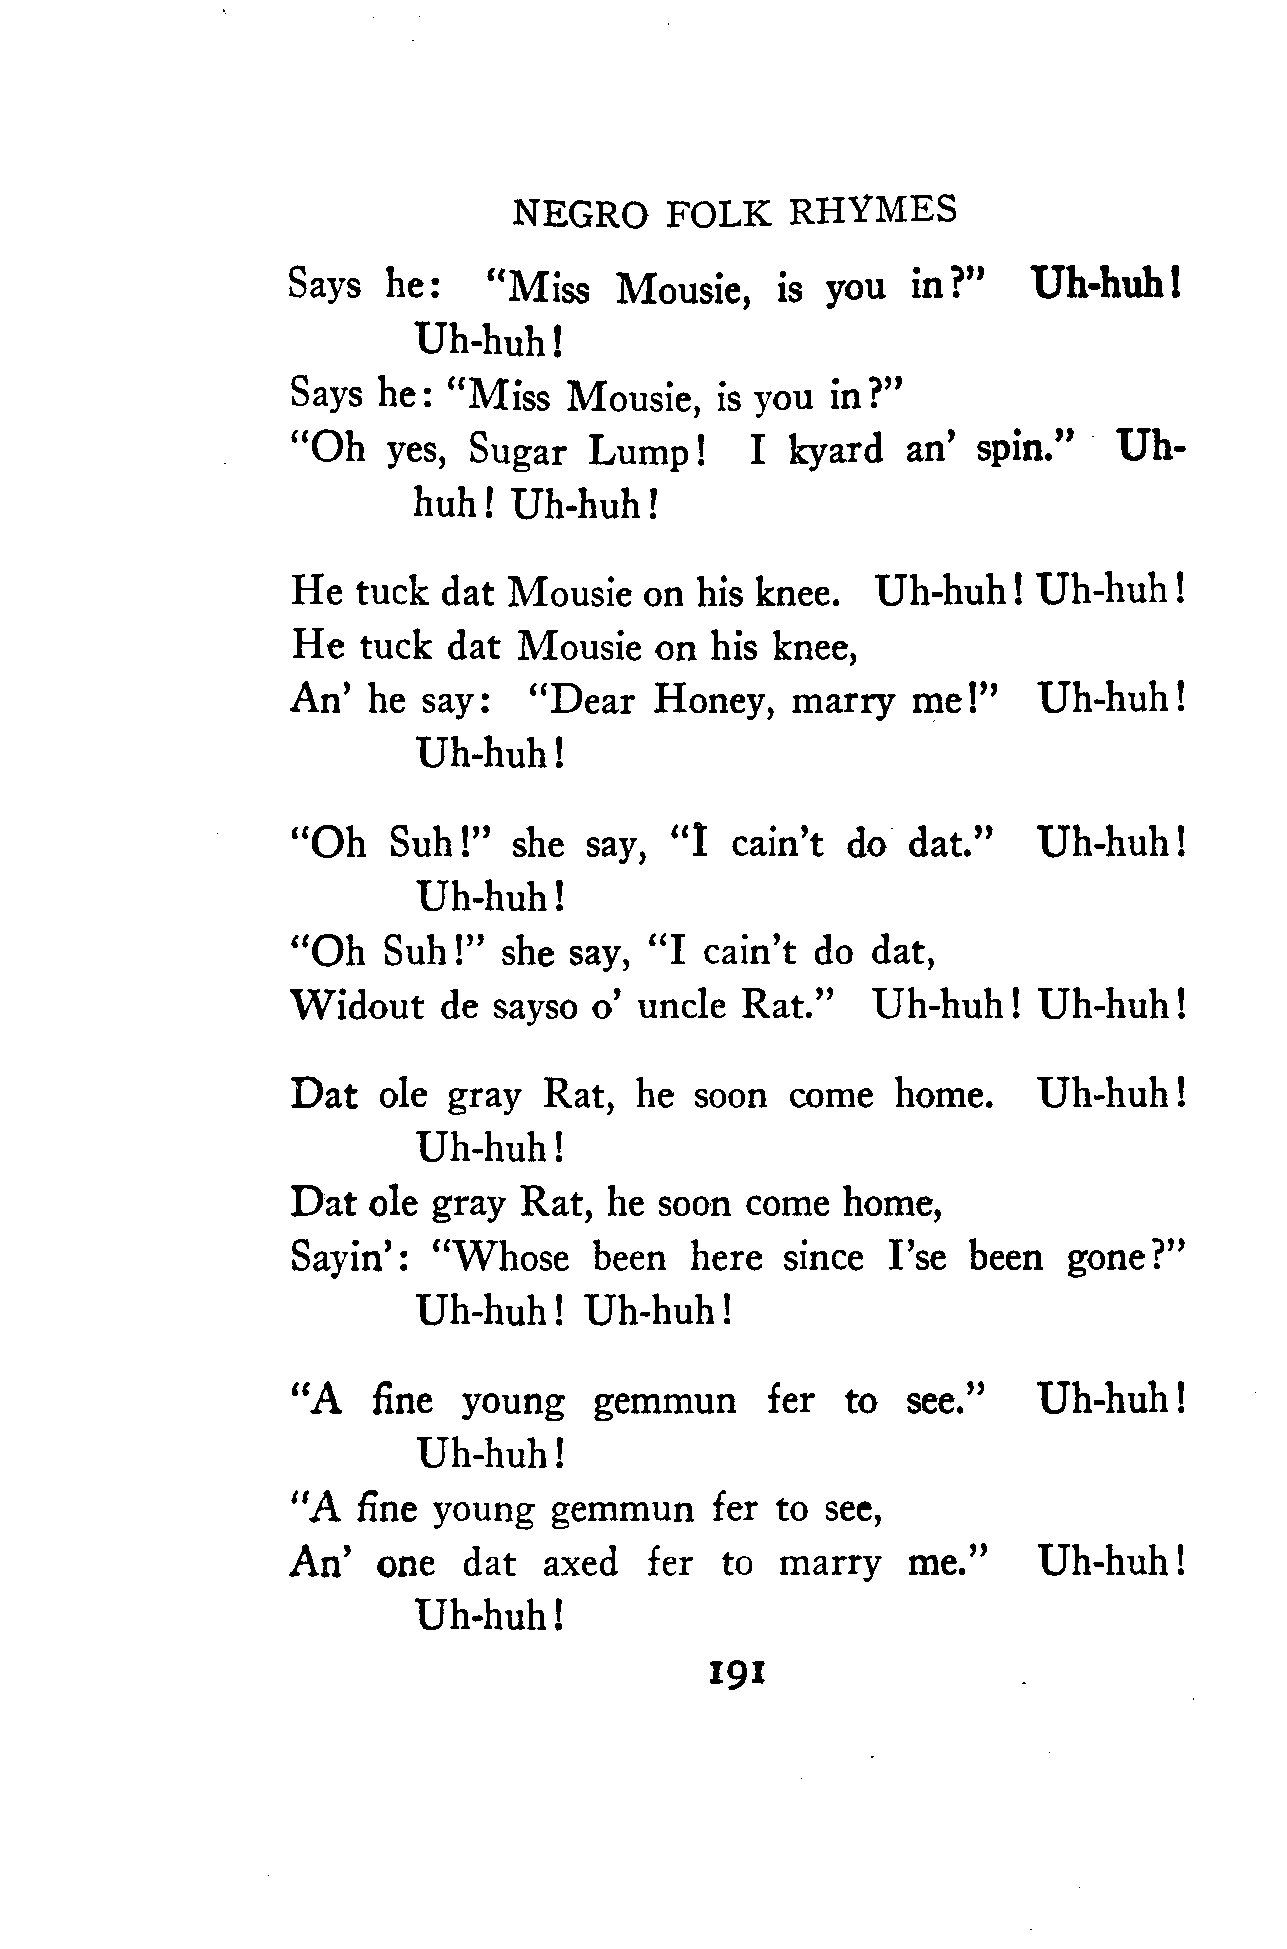 NEGRO FOLK RHYMES
Says he: “Miss Mousie, is you in?” Uh-huh!
Uh-huh!
Says he: “Miss Mousie, is you in?”
“Oh yes, Sugar Lump! I kyard an’ spin.” Uh-
huh! Uh-huh!
He tuck dat Mousie on his knee. Uh-huh! Uh-huh!
He tuck dat Mousie on his knee,
An’ he say: “Dear Honey, marry me!” Uh-huh!
Uh-huh!
“Oh Suh!” she say, “I cain’t do dat.” Uh-huh!
Uh-huh!
“Oh Suh!” she say, “I cain’t do dat,
Widout de sayso o’ uncle Rat.” Uh-huh! Uh-huh!
Dat ole gray Rat, he soon come home. Uh-huh!
Uh-huh!
Dat ole gray Rat, he soon come home,
Sayin’: “Whose been here since I’se been gone?”
Uh-huh! Uh-huh!
“A fine young gemmun fer to see.” Uh-huh!
Uh-huh!
“A fine young gemmun fer to see,
An’ one dat axed fer to marry me.” Uh-huh!
Uh-huh!
191